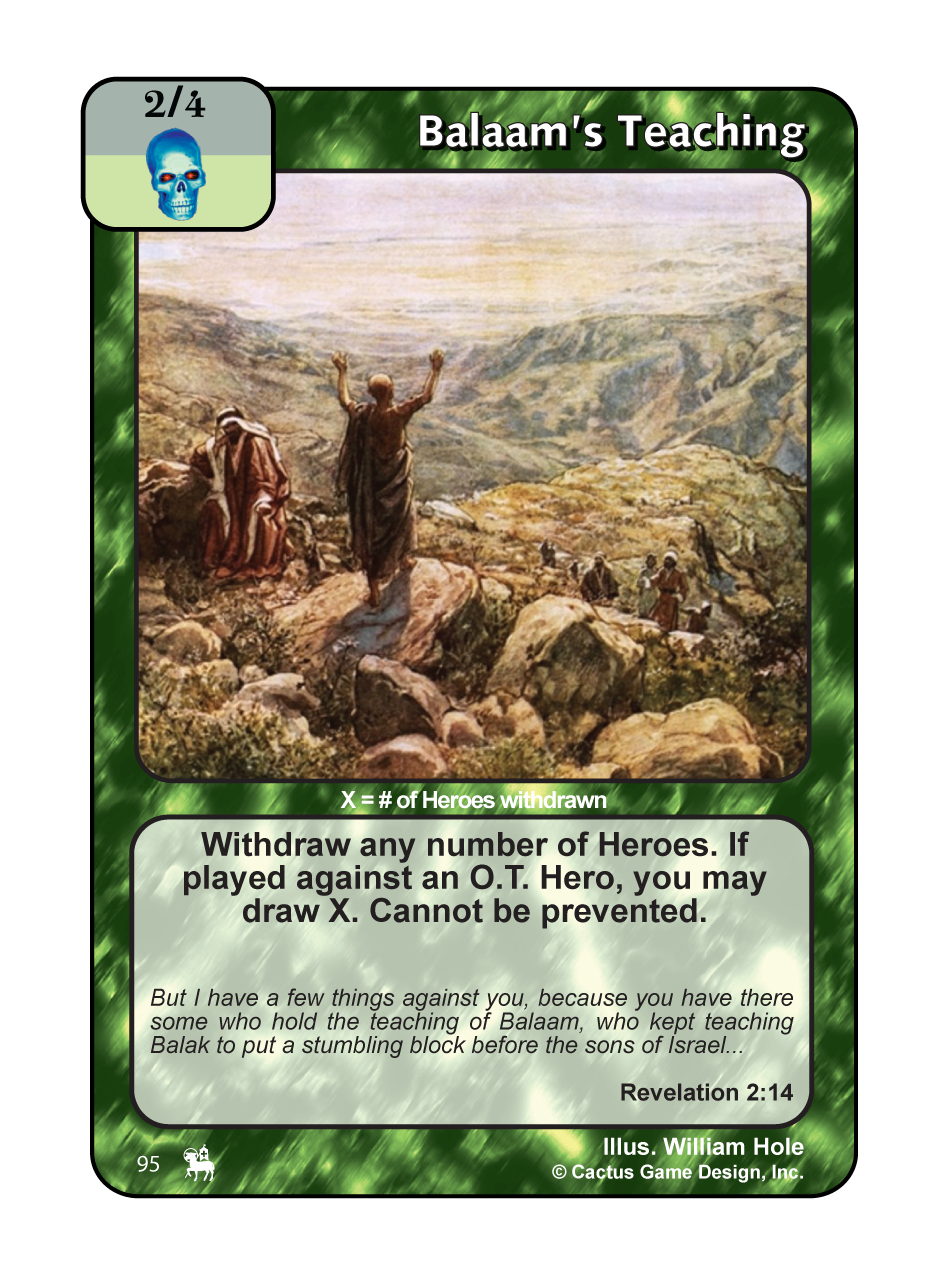 2/4
Balaam's Teaching
X = # of Heroes withdrawn
Withdraw any number of Heroes. If
played against an O.T. Hero, you may
draw X. Cannot be prevented.
But I have a few things against you, because you have there
some who hold the teaching of Balaam, who kept teaching
Balak to put a stumbling block before the sons of Israel...
Revelation 2:14
Illus. William Hole
95
© Cactus Game Design, Inc.